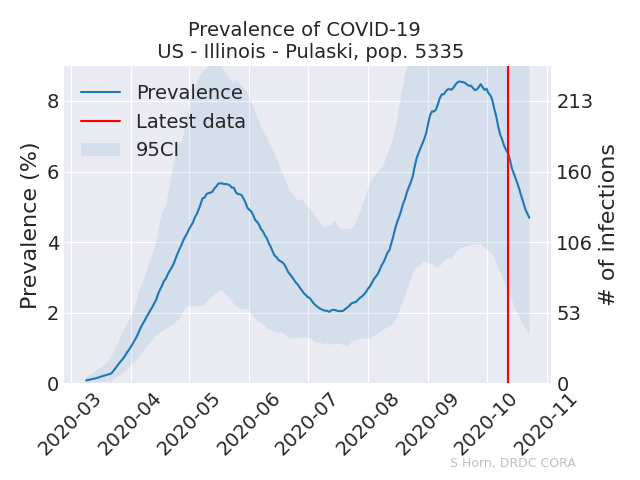 Prevalence of COVID-19
US - Illinois - Pulaski, pop. 5335
Prevalence
Latest data
95CI
Prevalence (%)
8
6
4
2
0
213
160
106
53
0
# of infections
2020-03
2020-04
2020-05
2020-06
2020-07
2020-08
2020-09
2020-10
2020-11
S Horn, DRDC CORA